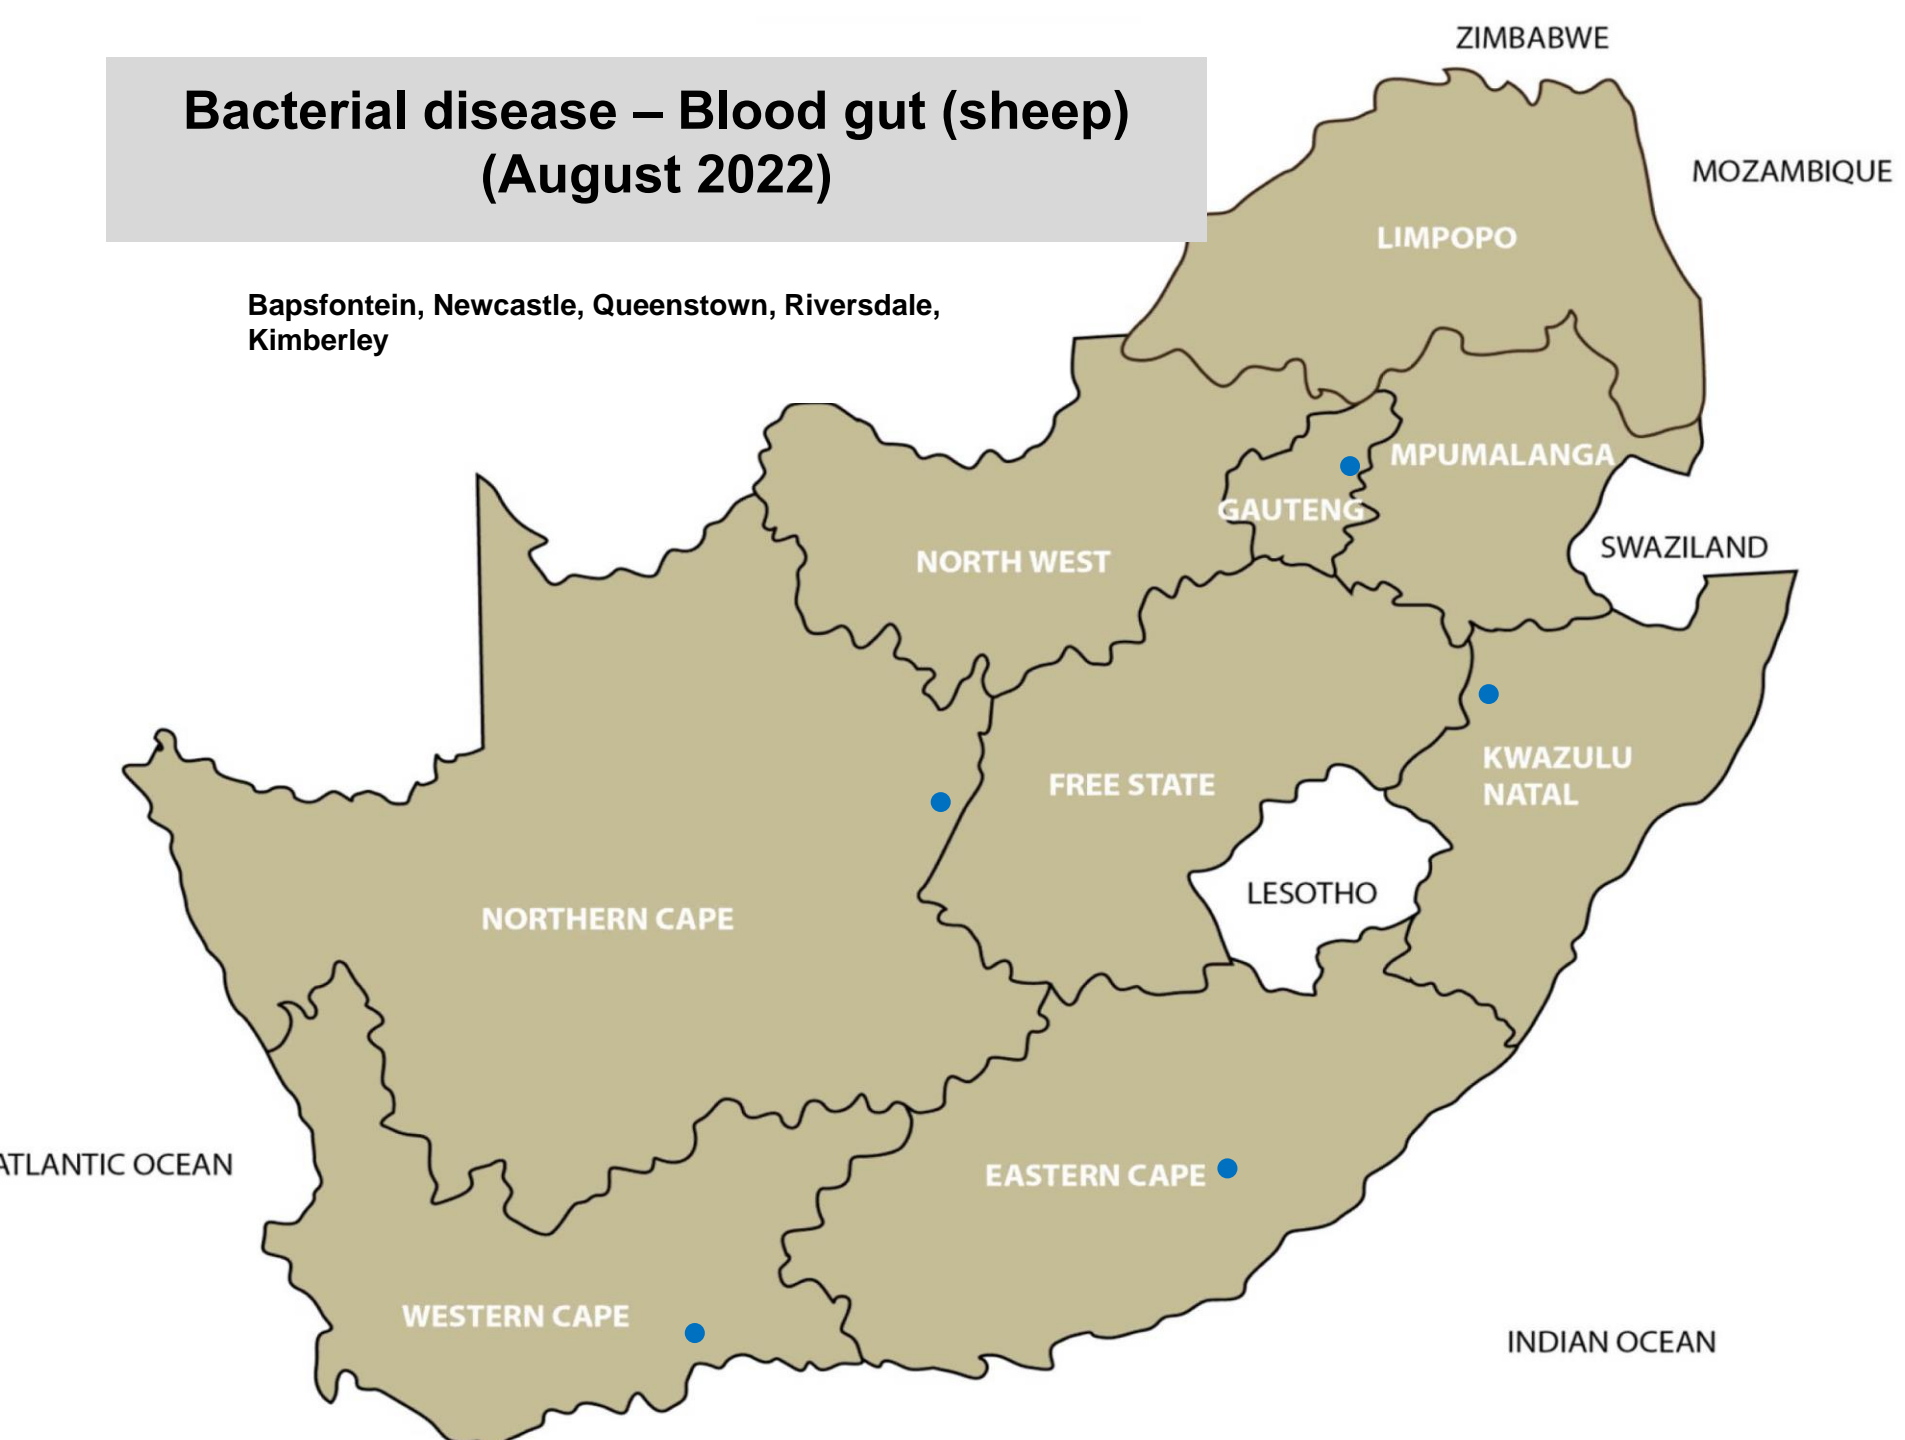 ZIMBABWE
Bacterial disease – Blood gut (sheep)
(August 2022)
MOZAMBIQUE
LIMPOPO
Bapsfontein, Newcastle, Queenstown, Riversdale,
Kimberley
MPUMALANGA
GAUTENG
SWAZILAND
NORTH WEST
KWAZULU
NATAL
FREE STATE
LESOTHO
NORTHERN CAPE
ATLANTIC OCEAN
EASTERN CAPE
WESTERN CAPE
INDIAN OCEAN